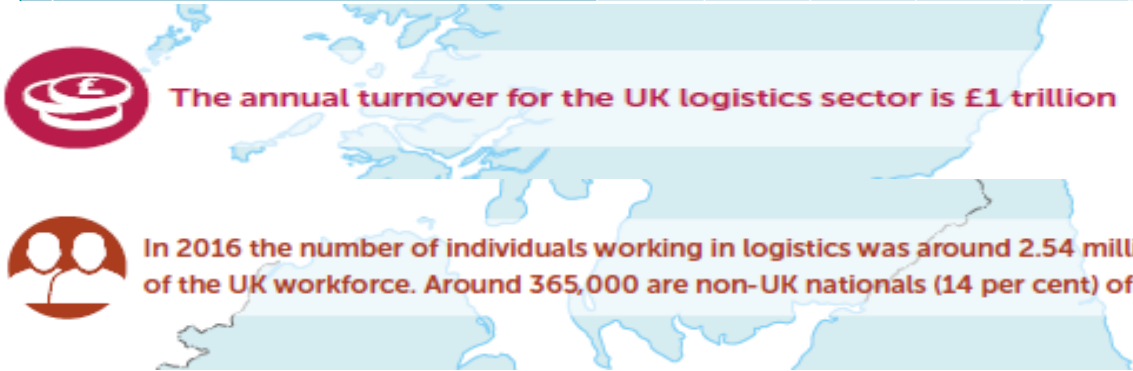 The annual turnover for the UK logistics sector is £1 trillion
In 2016 the number of individuals working in logistics was around 2.54 mill
of the UK workforce. Around 365,000 are non-UK nationals (14 per cent) of